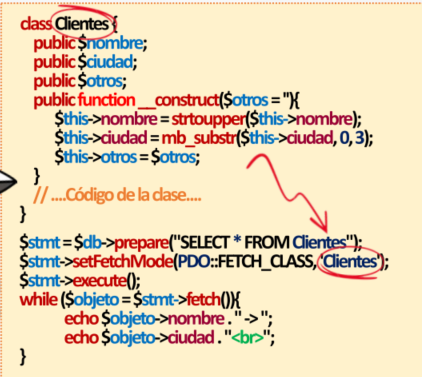 class Clientes {
public $nombre;
public $ciudad;
public $otros;
public function __construct($otros = ''){
$this->nombre = strtoupper($this->nombre);
$this->ciudad = mb_substr($this->ciudad, 0, 3);
$this->otros = $otros;
}
// ....Código de la clase....
}
$stmt = $db->prepare("SELECT * FROM Clientes");
$stmt->setFetchMode(PDO::FETCH_CLASS, 'Clientes');
$stmt->execute();
while ($objeto = $stmt->fetch()){
echo $objeto->nombre . " -> ";
echo $objeto->ciudad . "<br>";
}